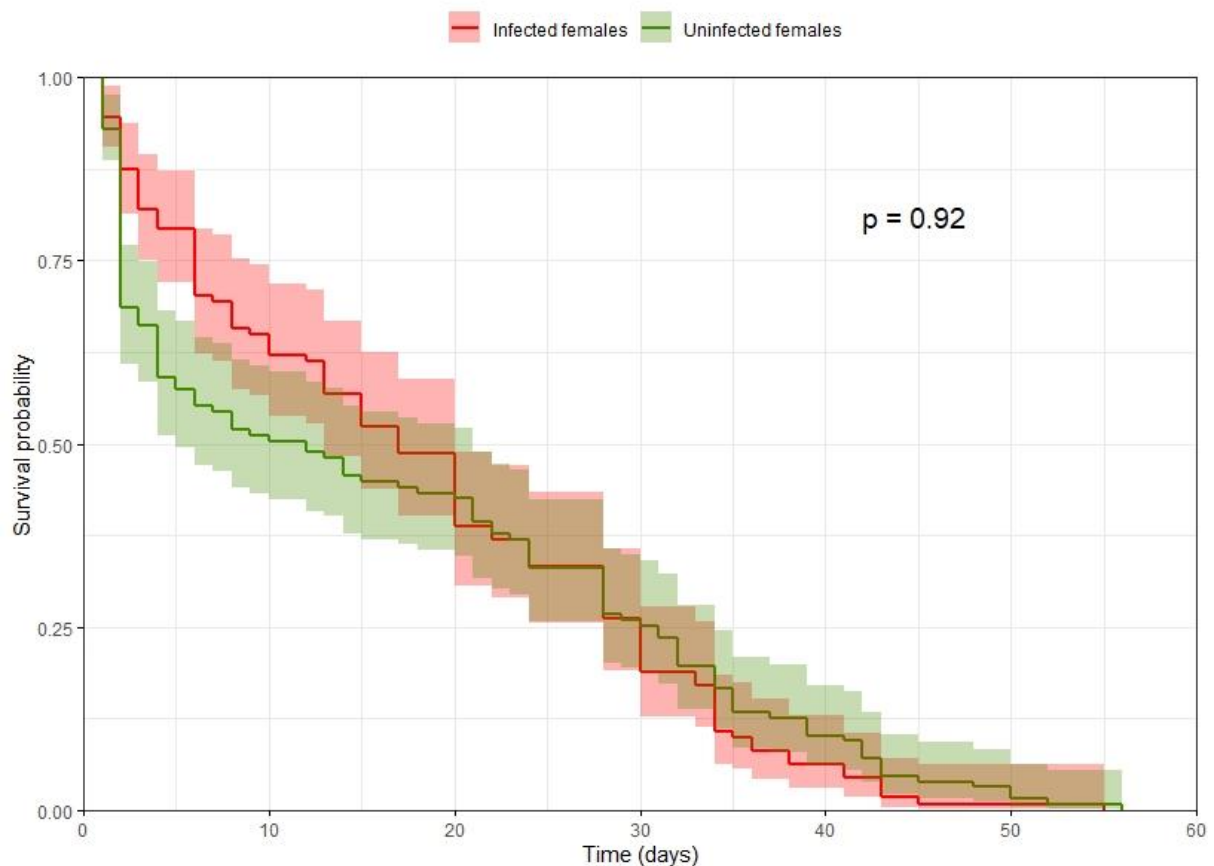 Infected females Uninfected females
1.00
p = 0.92
0.75
Survival probability
0.50
0.25
0.00
0 10 20 30 40 50 60
Time (days)